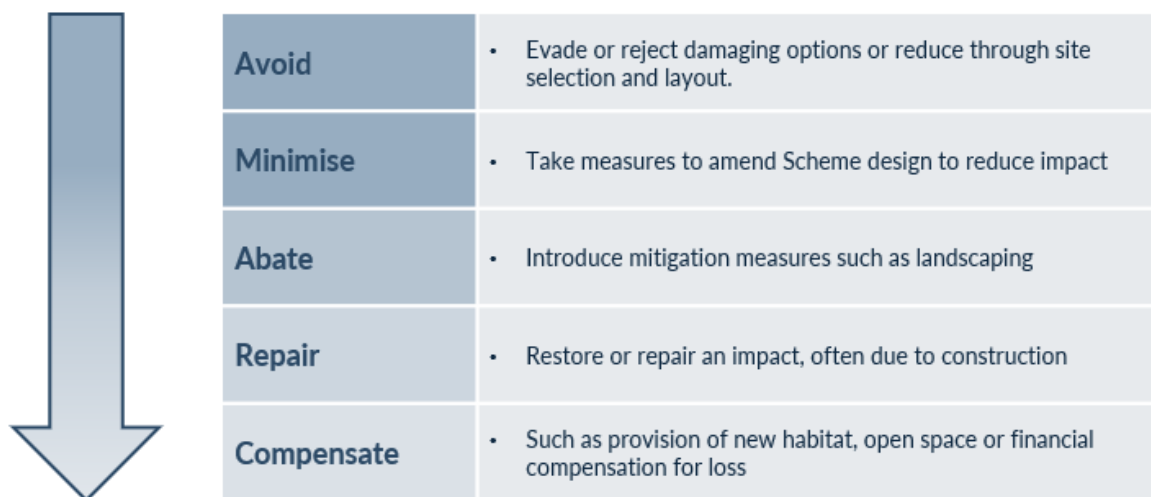 Avoid
• Evade or reject damaging options or reduce through site
selection and layout.
Minimise
• Take measures to amend Scheme design to reduce impact
Abate
• Introduce mitigation measures such as landscaping
Repair
• Restore or repair an impact, often due to construction
Compensate
• Such as provision of new habitat, open space or financial
compensation for loss